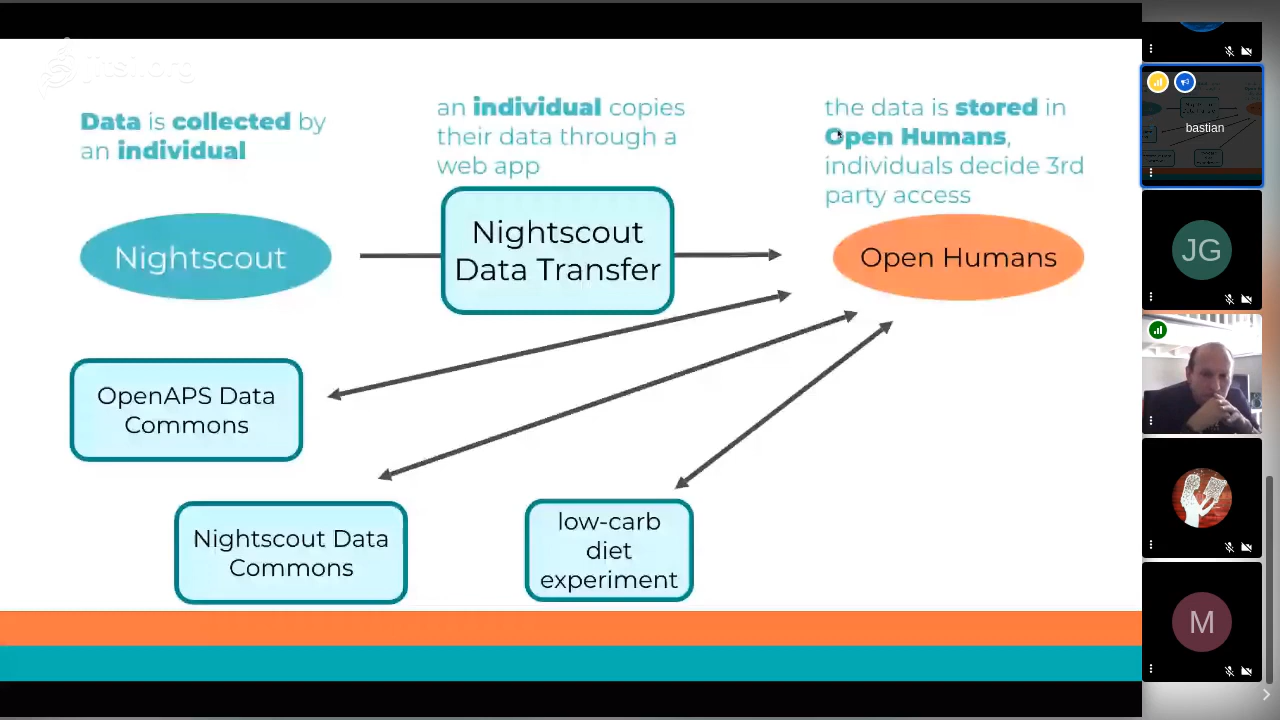 jitsi.org
Data is collected by
an individual
an individual copies
their data through a
web app
the data is stored in
Open Humans,
individuals decide 3rd
party access
Nightscout
Nightscout
Data Transfer
Open Humans
OpenAPS Data
Commons
Nightscout Data
Commons
low-carb
diet
experiment
bastian
JG
M